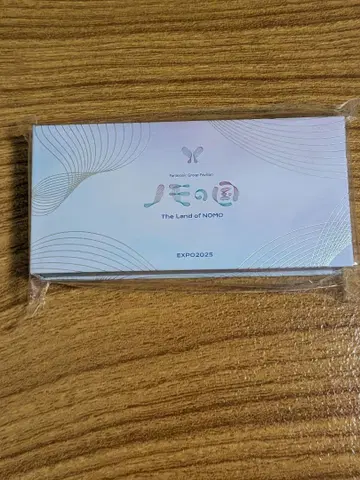 Panasonic Group Pavilion
ノモの国
The Land of NOMO
EXPO2025